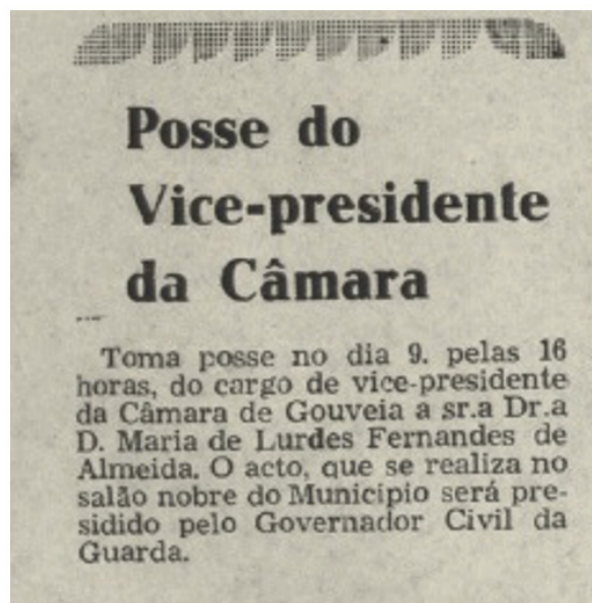 Posse do
Vice-presidente
da Câmara
Toma posse no dia 9. pelas 16
horas, do cargo de vice-presidente
da Câmara de Gouveia a sr.a Dr.a
D. Maria de Lurdes Fernandes de
Almeida. O acto, que se realiza no
salão nobre do Municipio será pre-
sidido pelo Governador Civil da
Guarda.